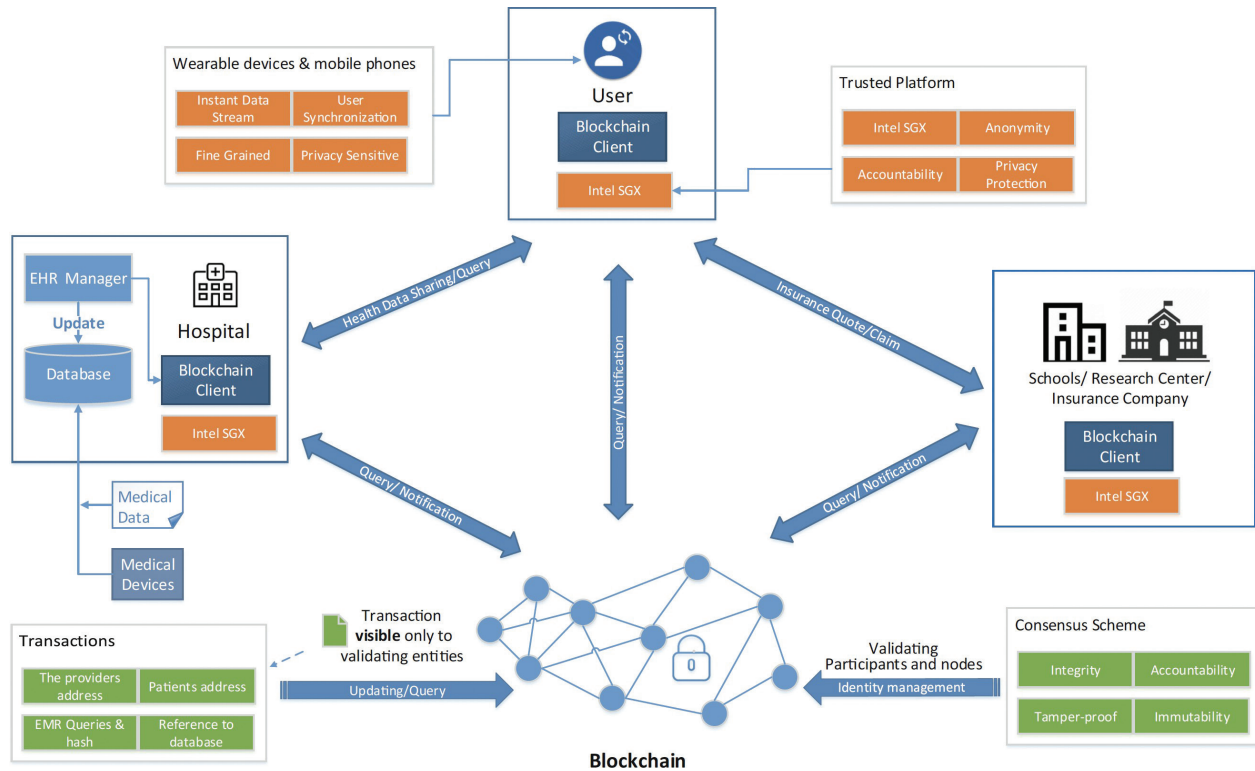 Wearable devices & mobile phones
Instant Data
Stream
User
Synchronization
Fine Grained
Privacy Sensitive
User
Blockchain
Client
Intel SGX
Trusted Platform
Intel SGX
Anonymity
Accountability
Privacy
Protection
EHR Manager
Update
Database
Hospital
Blockchain
Client
Intel SGX
Medical
Data
Medical
Devices
Health Data Sharing/Query
Query/ Notification
Insurance Quote/Claim
Query/ Notification
Query/ Notification
Schools/ Research Center/
Insurance Company
Blockchain
Client
Intel SGX
Transactions
The providers
address
Patients address
EMR Queries &
hash
Reference to
database
Transaction
visible only to
validating entities
Updating/Query
Validating
Participants and nodes
Identity management
Consensus Scheme
Integrity
Accountability
Tamper-proof
Immutability
Blockchain